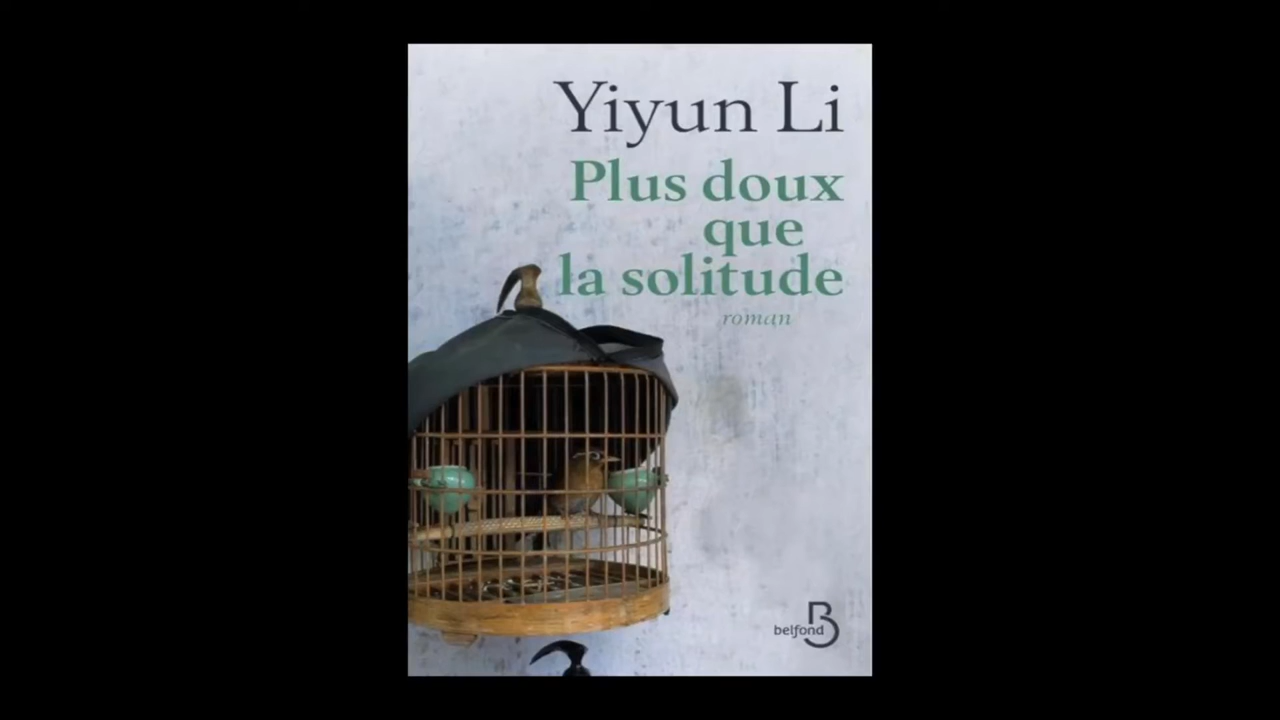 Yiyun Li
Plus doux
que
la solitude
roman
belfond